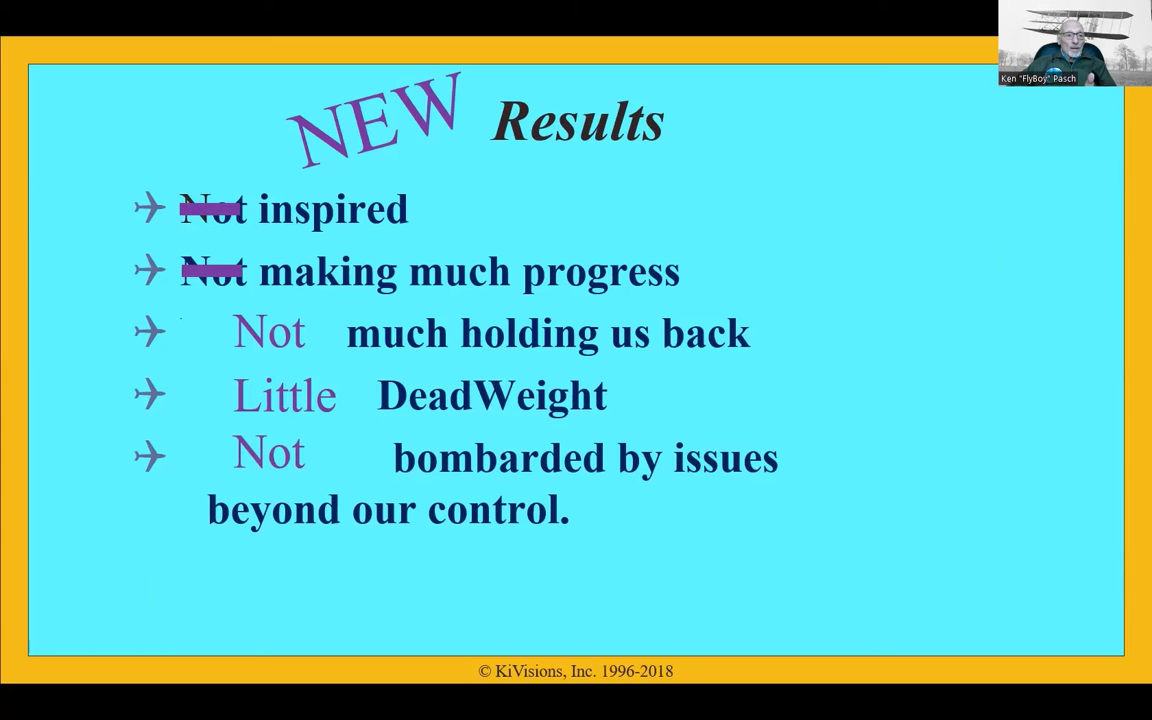 Ken "FlyBoy" Pasch
NEW Results
Not inspired
Not making much progress
Not much holding us back
Little DeadWeight
Not bombarded by issues
beyond our control.
© KiVisions, Inc. 1996-2018